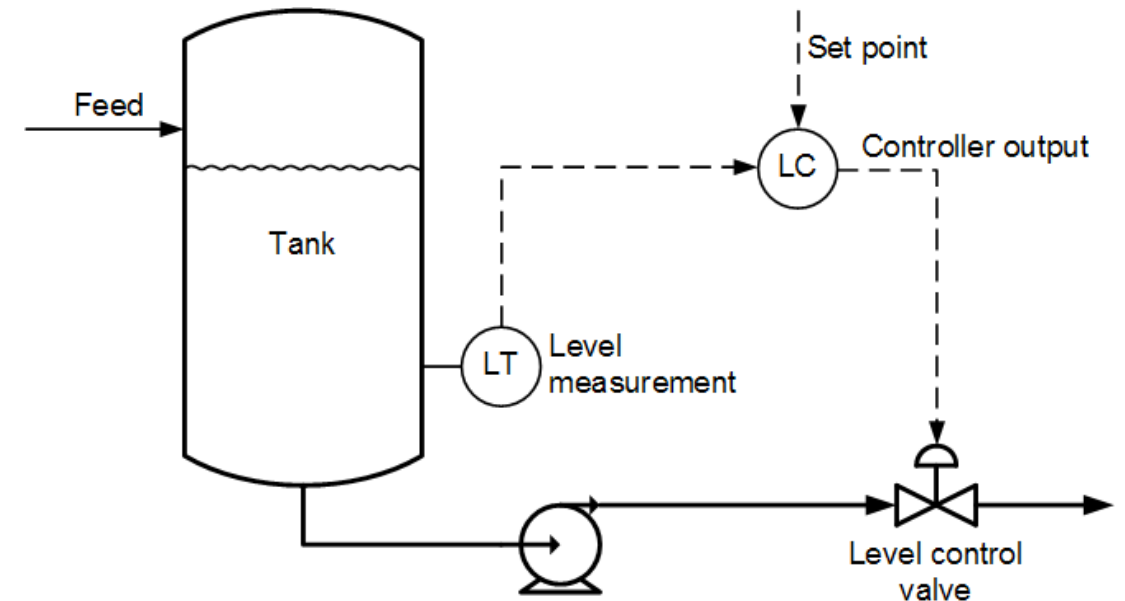 Set point
Feed
Controller output
LC
Tank
LT
Level
measurement
Level control
valve